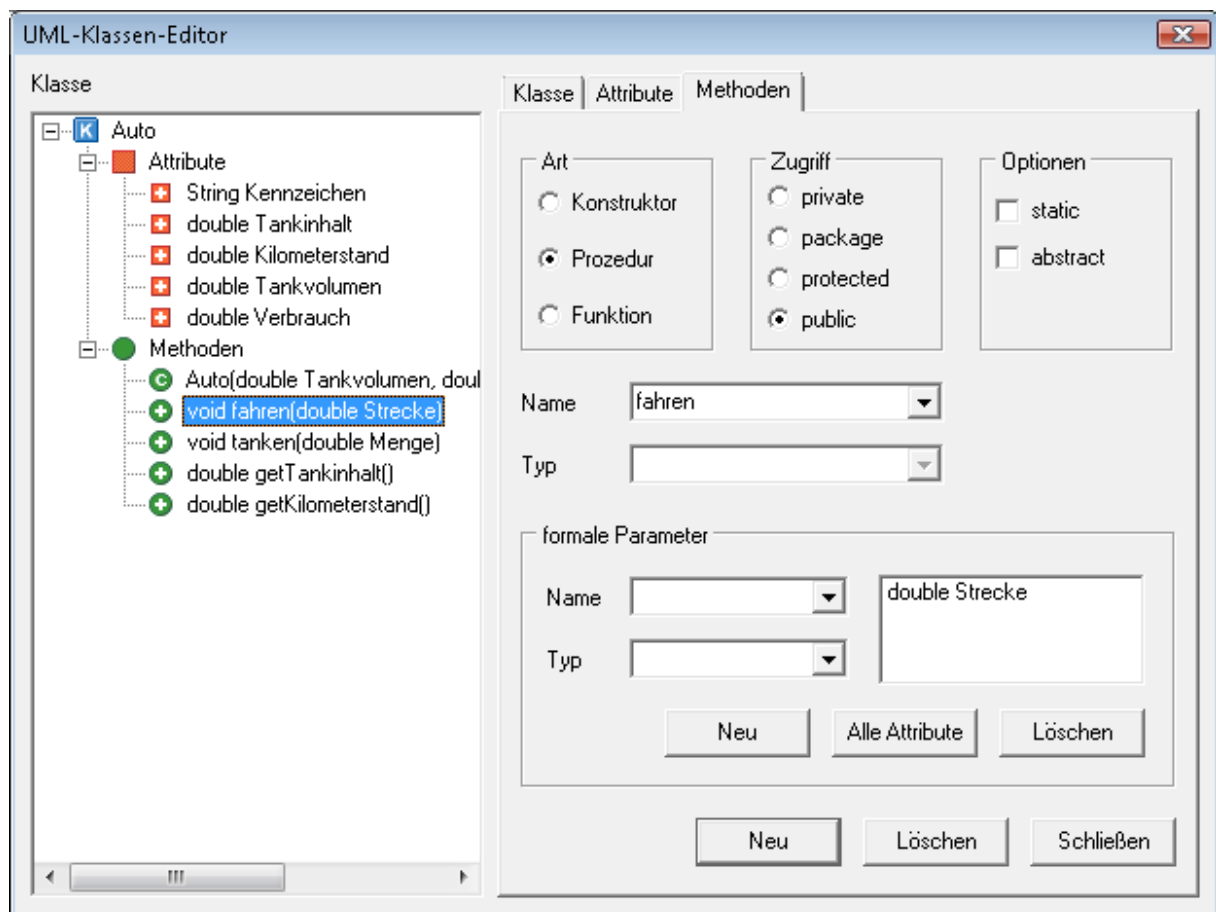 UML-Klassen-Editor
Klasse
K Auto
Attribute
String Kennzeichen
double Tankinhalt
double Kilometerstand
double Tankvolumen
double Verbrauch
Methoden
C Auto(double Tankvolumen, doul
void fahren(double Strecke)
void tanken(double Menge)
double getTankinhalt()
double getKilometerstand()
Klasse Attribute Methoden
Art
Konstruktor
Prozedur
Funktion
Zugriff
private
package
protected
public
Optionen
static
abstract
Name fahren
Typ
formale Parameter
Name
Typ
double Strecke
Neu Alle Attribute Löschen
Neu Löschen Schließen